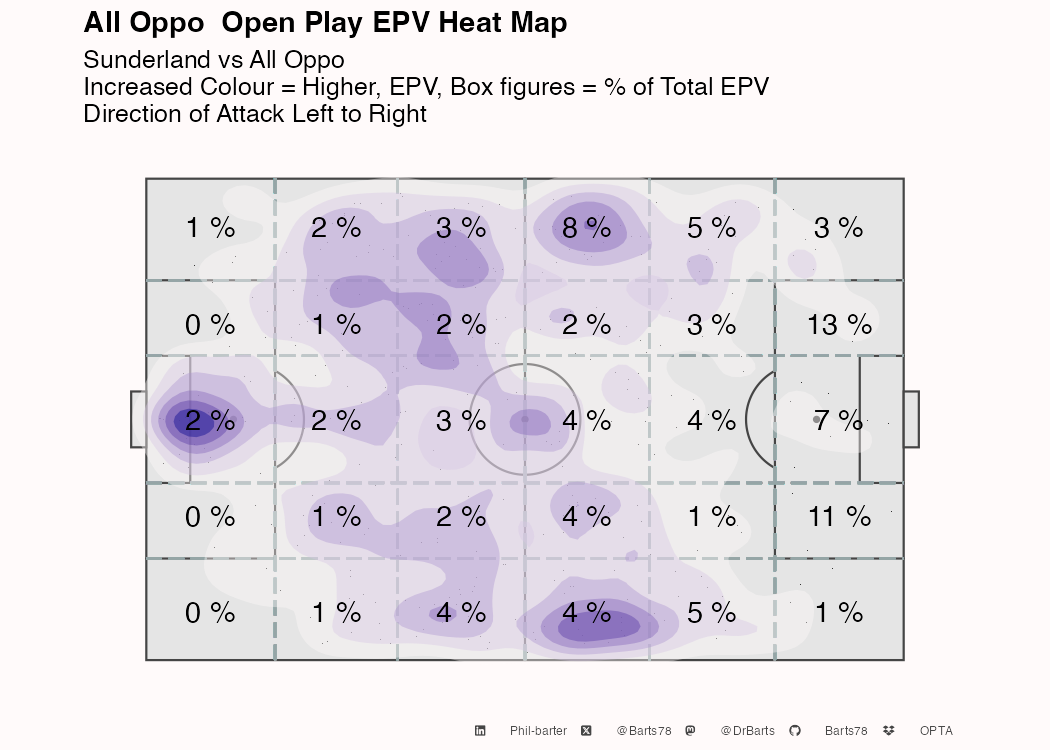 All Oppo  Open Play EPV Heat Map
Sunderland vs All Oppo
Increased Colour = Higher, EPV, Box figures = % of Total EPV
Direction of Attack Left to Right
1 % 2 % 3 % 8 % 5 % 3 %
0 % 1 % 2 % 2 % 3 % 13 %
2 % 2 % 3 % 4 % 4 % 7 %
0 % 1 % 2 % 4 % 1 % 11 %
0 % 1 % 4 % 4 % 5 % 1 %
Phil-barter @Barts78 @DrBarts Barts78 OPTA